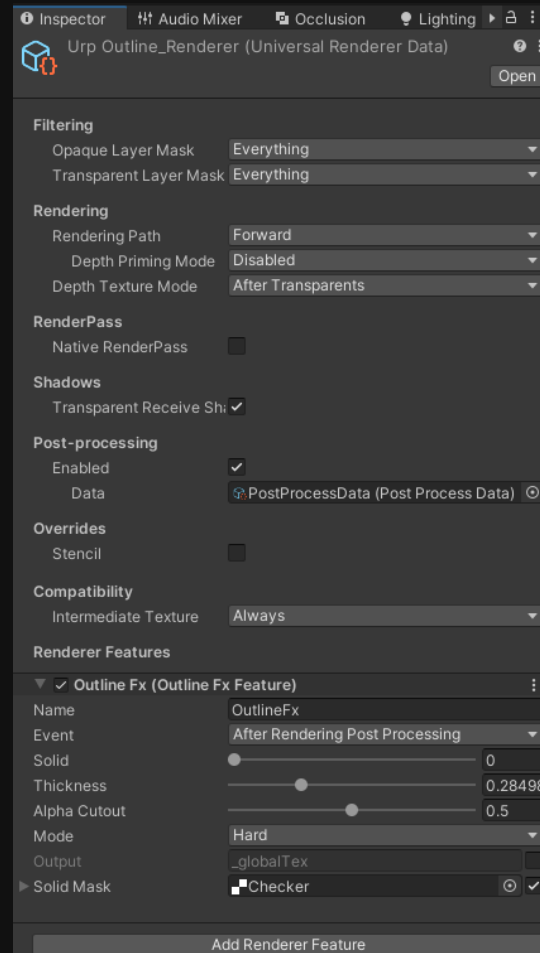 Inspector Audio Mixer Occlusion Lighting
Urp Outline_Renderer (Universal Renderer Data)
Open
Filtering
Opaque Layer Mask Everything
Transparent Layer Mask Everything
Rendering
Rendering Path Forward
Depth Priming Mode Disabled
Depth Texture Mode After Transparents
RenderPass
Native RenderPass
Shadows
Transparent Receive Sha
Post-processing
Enabled
Data PostProcessData (Post Process Data)
Overrides
Stencil
Compatibility
Intermediate Texture Always
Renderer Features
Outline Fx (Outline Fx Feature)
Name OutlineFx
Event After Rendering Post Processing
Solid 0
Thickness 0.28498
Alpha Cutout 0.5
Mode Hard
Output _globalTex
Solid Mask Checker
Add Renderer Feature